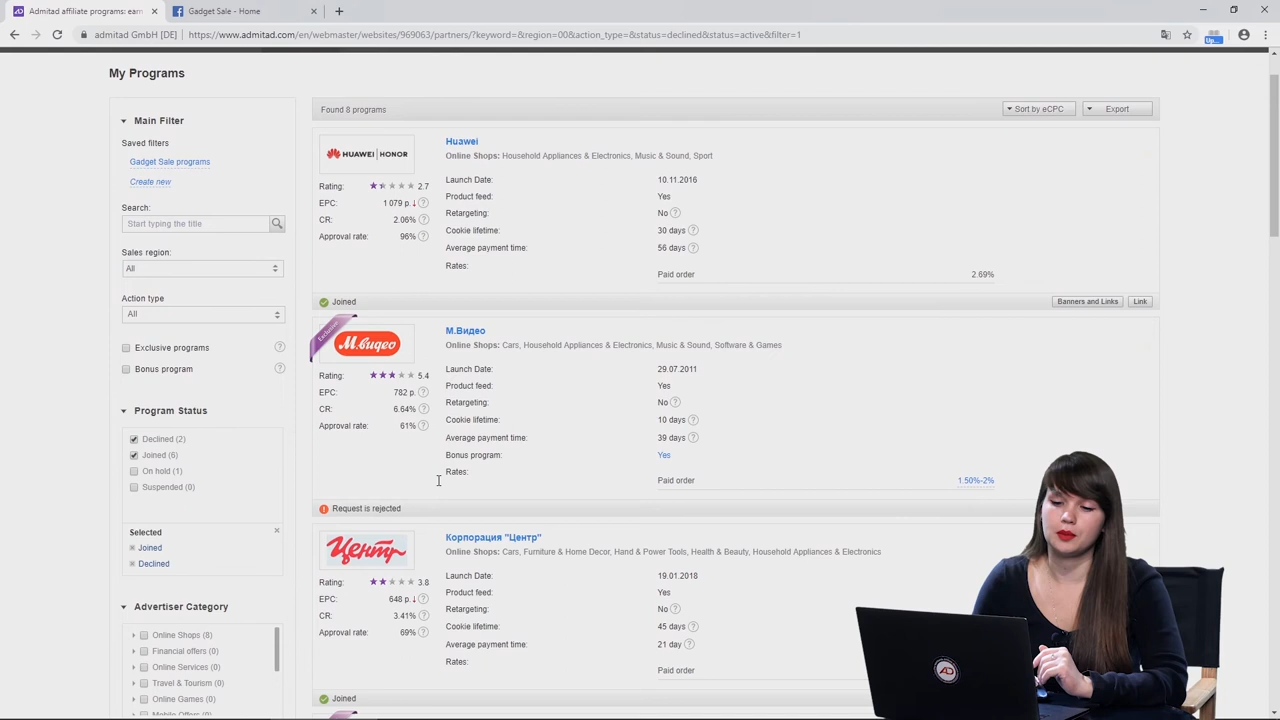 Admitad affiliate programs: earn
Gadget Sale - Home
admitad GmbH [DE] | https://www.admitad.com/en/webmaster/websites/969063/partners/?keyword=&region=00&action_type=&status=declined&status=active&filter=1
My Programs
Main Filter
Saved filters
Gadget Sale programs
Create new
Search:
Start typing the title
Sales region:
All
Action type
All
Exclusive programs
Bonus program
Program Status
Declined (2)
Joined (6)
On hold (1)
Suspended (0)
Selected
Joined
Declined
Advertiser Category
Online Shops (8)
Financial offers (0)
Online Services (0)
Travel & Tourism (0)
Online Games (0)
Mobile Offers (0)
Found 8 programs
Sort by eCPC
Export
HUAWEI | HONOR
Rating: 2.7
EPC: 1 079 р.↓
CR: 2.06%
Approval rate: 96%
Huawei
Online Shops: Household Appliances & Electronics, Music & Sound, Sport
Launch Date: 10.11.2016
Product feed: Yes
Retargeting: No
Cookie lifetime: 30 days
Average payment time: 56 days
Rates:
Paid order 2.69%
Joined
Banners and Links
Link
Exclusive
М.видео
Rating: 5.4
EPC: 782 р.
CR: 6.64%
Approval rate: 61%
М.Видео
Online Shops: Cars, Household Appliances & Electronics, Music & Sound, Software & Games
Launch Date: 29.07.2011
Product feed: Yes
Retargeting: No
Cookie lifetime: 10 days
Average payment time: 39 days
Bonus program: Yes
Rates:
Paid order 1.50%-2%
Request is rejected
Центр
Rating: 3.8
EPC: 648 р.↓
CR: 3.41%
Approval rate: 69%
Корпорация "Центр"
Online Shops: Cars, Furniture & Home Decor, Hand & Power Tools, Health & Beauty, Household Appliances & Electronics
Launch Date: 19.01.2018
Product feed: Yes
Retargeting: No
Cookie lifetime: 45 days
Average payment time: 21 day
Rates:
Paid order
Joined